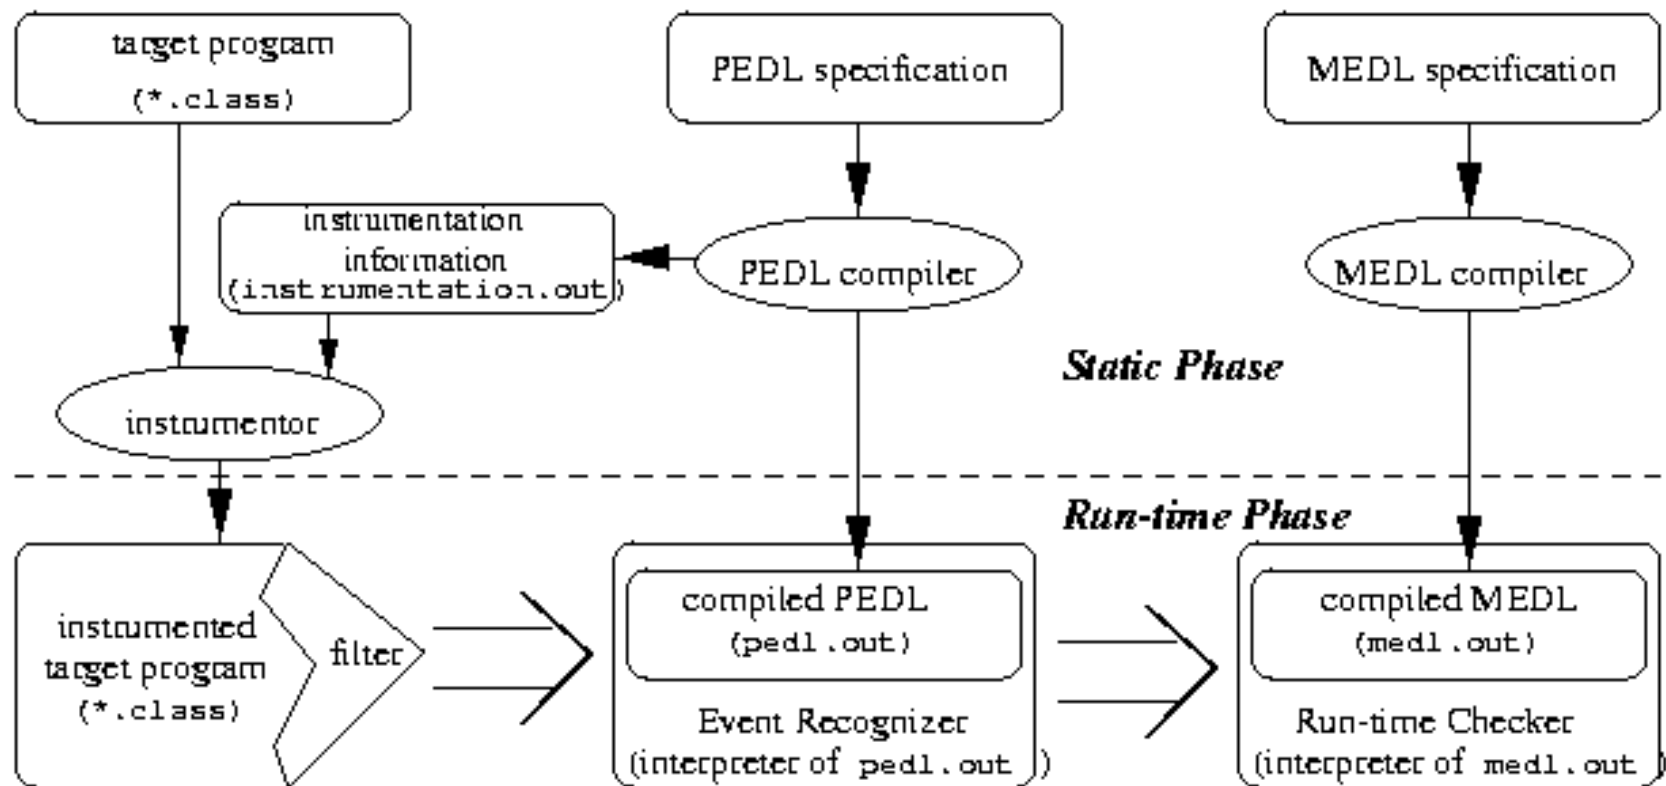 target program
(*.class)
PEDL specification
MEDL specification
instrumentation
information
(instrumentation.out)
PEDL compiler
MEDL compiler
Static Phase
instrumentor
Run-time Phase
instrumented
target program
(*.class)
filter
compiled PEDL
(pedl.out)
Event Recognizer
(interpreter of pedl.out )
compiled MEDL
(medl.out)
Run-time Checker
(interpreter of medl.out )